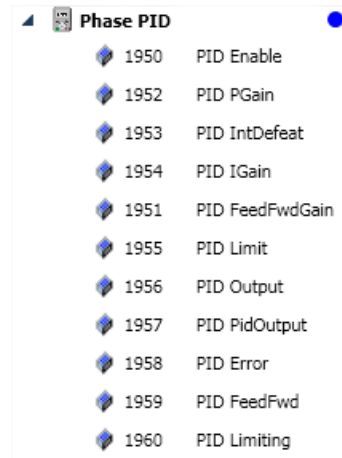 Phase PID
1950 PID Enable
1952 PID PGain
1953 PID IntDefeat
1954 PID IGain
1951 PID FeedFwdGain
1955 PID Limit
1956 PID Output
1957 PID PidOutput
1958 PID Error
1959 PID FeedFwd
1960 PID Limiting